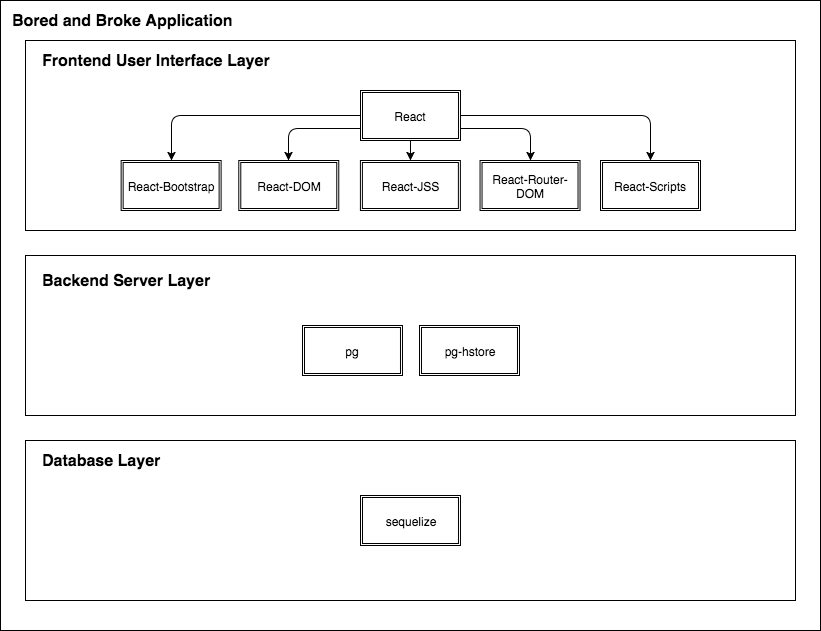 Bored and Broke Application
Frontend User Interface Layer
React
React-Bootstrap
React-DOM
React-JSS
React-Router-
DOM
React-Scripts
Backend Server Layer
pg
pg-hstore
Database Layer
sequelize